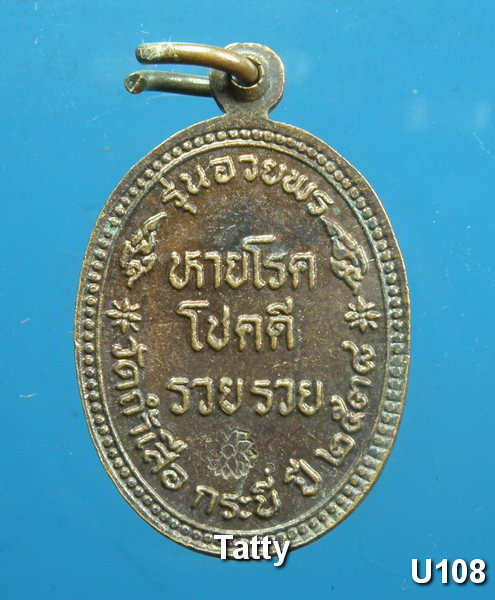 รุ่นอวยพร
หายโรค
โชคดี
รวยรวย
วัดถ้ำเสือ กระบี่ ปี ๒๕๓๘
Tatty
U108